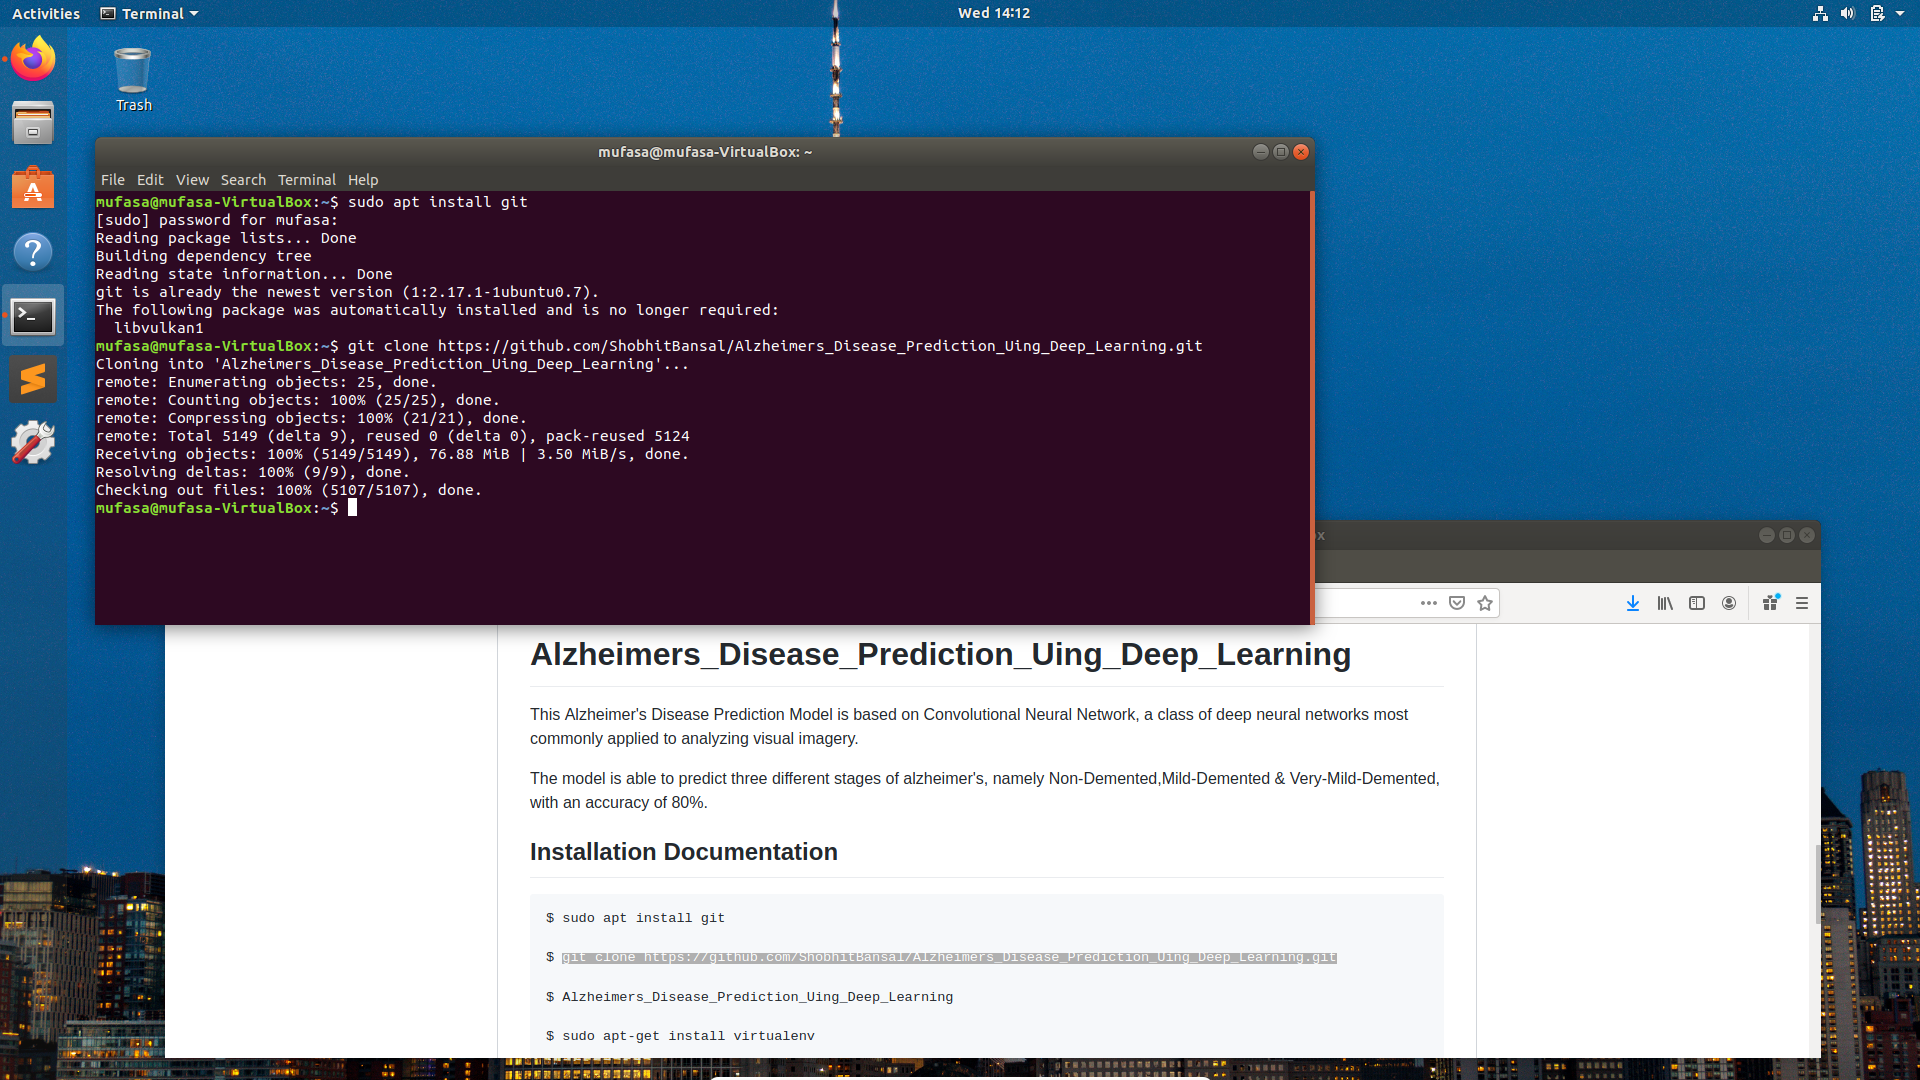 Activities
Terminal
Wed 14:12
Trash
mufasa@mufasa-VirtualBox: ~
File Edit View Search Terminal Help
mufasa@mufasa-VirtualBox:~$ sudo apt install git
[sudo] password for mufasa:
Reading package lists... Done
Building dependency tree
Reading state information... Done
git is already the newest version (1:2.17.1-1ubuntu0.7).
The following package was automatically installed and is no longer required:
libvulkan1
mufasa@mufasa-VirtualBox:~$ git clone https://github.com/ShobhitBansal/Alzheimers_Disease_Prediction_Uing_Deep_Learning.git
Cloning into 'Alzheimers_Disease_Prediction_Uing_Deep_Learning'...
remote: Enumerating objects: 25, done.
remote: Counting objects: 100% (25/25), done.
remote: Compressing objects: 100% (21/21), done.
remote: Total 5149 (delta 9), reused 0 (delta 0), pack-reused 5124
Receiving objects: 100% (5149/5149), 76.88 MiB | 3.50 MiB/s, done.
Resolving deltas: 100% (9/9), done.
Checking out files: 100% (5107/5107), done.
mufasa@mufasa-VirtualBox:~$
Alzheimers_Disease_Prediction_Uing_Deep_Learning
This Alzheimer's Disease Prediction Model is based on Convolutional Neural Network, a class of deep neural networks most
commonly applied to analyzing visual imagery.
The model is able to predict three different stages of alzheimer's, namely Non-Demented,Mild-Demented & Very-Mild-Demented,
with an accuracy of 80%.
Installation Documentation
$ sudo apt install git
$ git clone https://github.com/ShobhitBansal/Alzheimers_Disease_Prediction_Uing_Deep_Learning.git
$ Alzheimers_Disease_Prediction_Uing_Deep_Learning
$ sudo apt-get install virtualenv